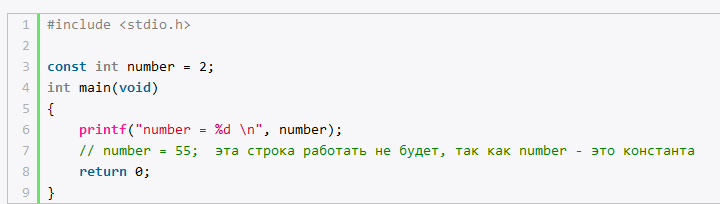 1 #include <stdio.h>
2
3 const int number = 2;
4 int main(void)
5 {
6     printf("number = %d \n", number);
7     // number = 55;  эта строка работать не будет, так как number - это константа
8     return 0;
9 }